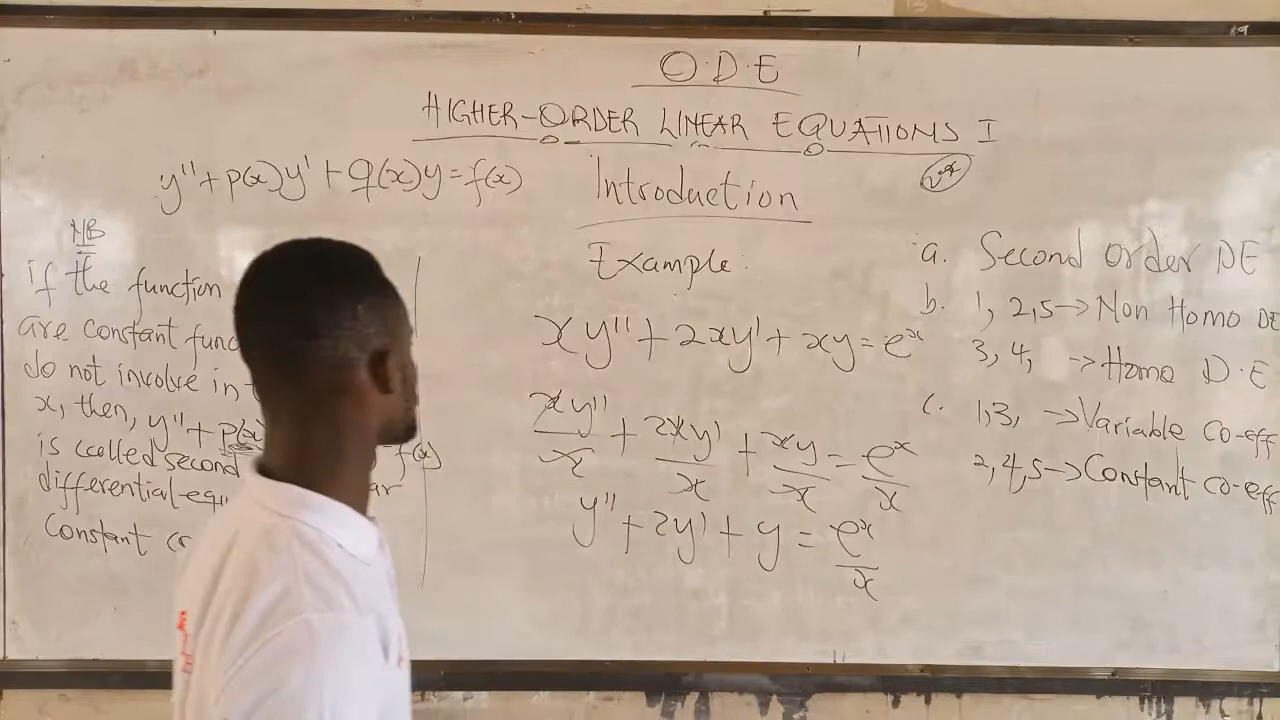 O.D.E
HIGHER-ORDER LINEAR EQUATIONS I
y'' + p(x)y' + q(x)y = f(x)
Introduction
NB
if the function
are constant func
do not involve in
x, then, y'' + p(x) f(x)
is called second
differential equ ar
Constant co
Example:
xy'' + 2xy' + xy = e^x
xy''/x + 2xy'/x + xy/x = e^x/x
y'' + 2y' + y = e^x/x
a. Second order DE
b. 1, 2,5 → Non Homo DE
3, 4, → Homo D.E
c. 1,3, → Variable co-eff
2,4,5 → Constant co-eff